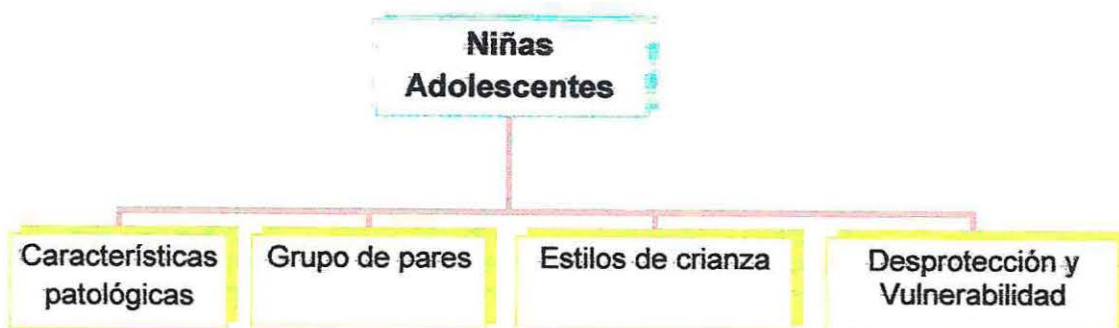 Niñas
Adolescentes
Características
patológicas
Grupo de pares
Estilos de crianza
Desprotección y
Vulnerabilidad